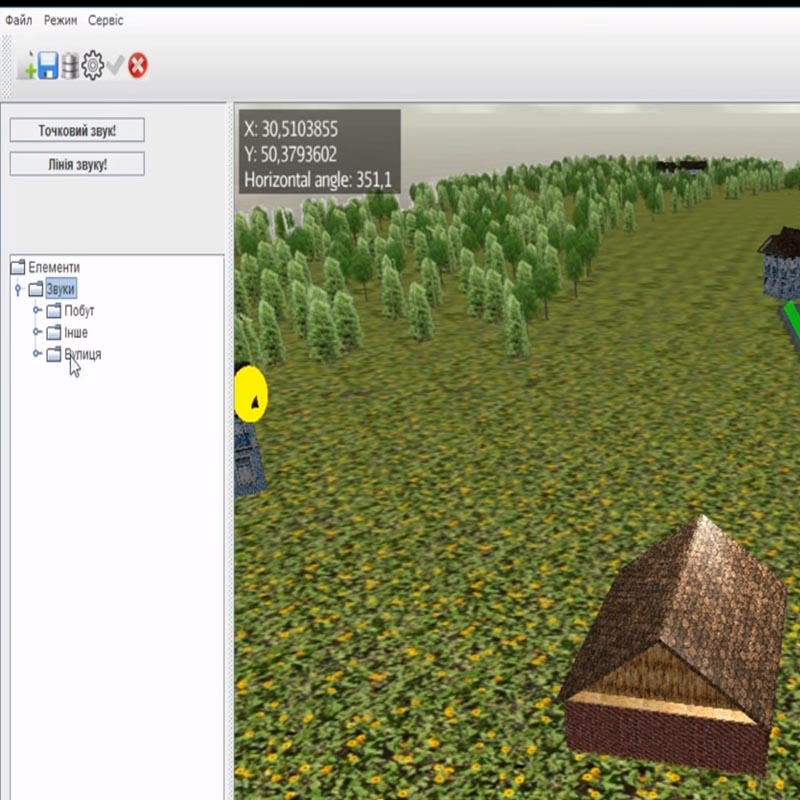 Файл Режим Сервіс
Точковий звук!
Лінія звуку!
X: 30,5103855
Y: 50,3793602
Horizontal angle: 351,1
Елементи
Звуки
Побут
Інше
Вулиця